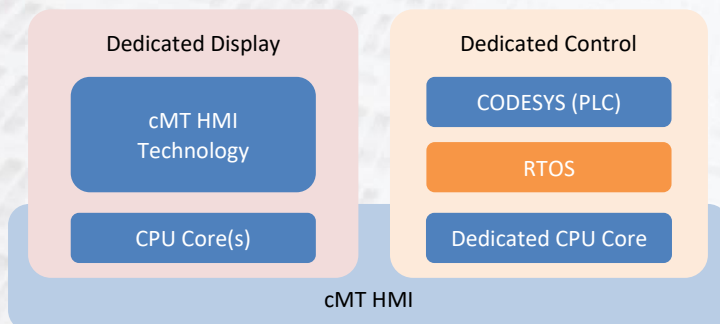 Dedicated Display
cMT HMI
Technology
CPU Core(s)
Dedicated Control
CODESYS (PLC)
RTOS
Dedicated CPU Core
cMT HMI